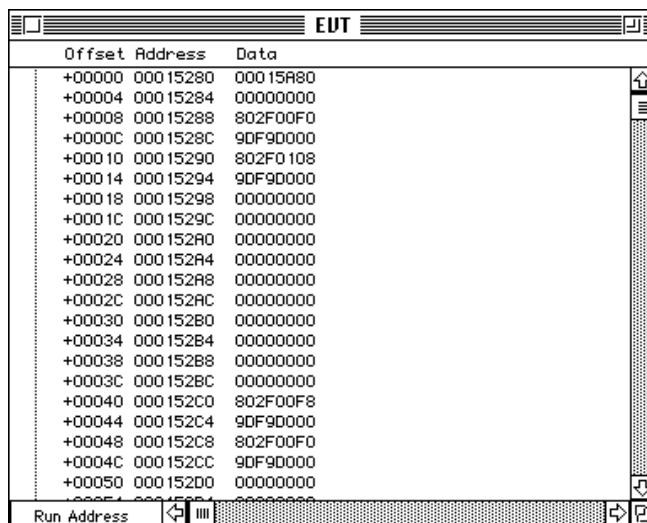 EVT
Offset Address Data
+00000 00015280 00015A80
+00004 00015284 00000000
+00008 00015288 802F00F0
+0000C 0001528C 9DF9D000
+00010 00015290 802F0108
+00014 00015294 9DF9D000
+00018 00015298 00000000
+0001C 0001529C 00000000
+00020 000152A0 00000000
+00024 000152A4 00000000
+00028 000152A8 00000000
+0002C 000152AC 00000000
+00030 000152B0 00000000
+00034 000152B4 00000000
+00038 000152B8 00000000
+0003C 000152BC 00000000
+00040 000152C0 802F00F8
+00044 000152C4 9DF9D000
+00048 000152C8 802F00F0
+0004C 000152CC 9DF9D000
+00050 000152D0 00000000
Run Address